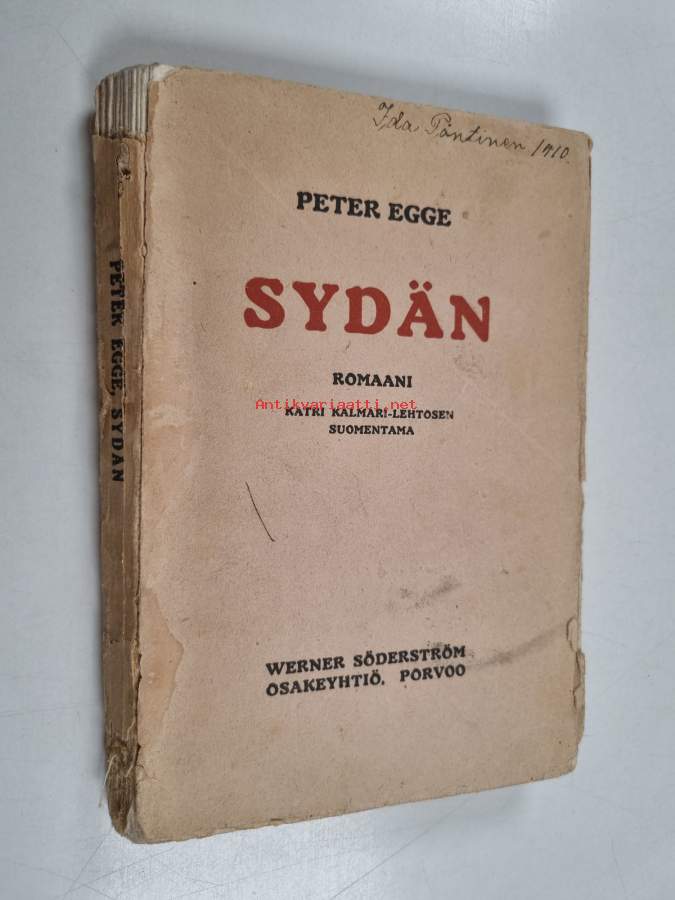 Ida Pöntinen 1910.
PETER EGGE
SYDÄN
ROMAANI
Antikvariaatti.net
KATRI KALMARI-LEHTOSEN
SUOMENTAMA
WERNER SÖDERSTRÖM
OSAKEYHTIÖ, PORVOO
PETER EGGE, SYDÄN